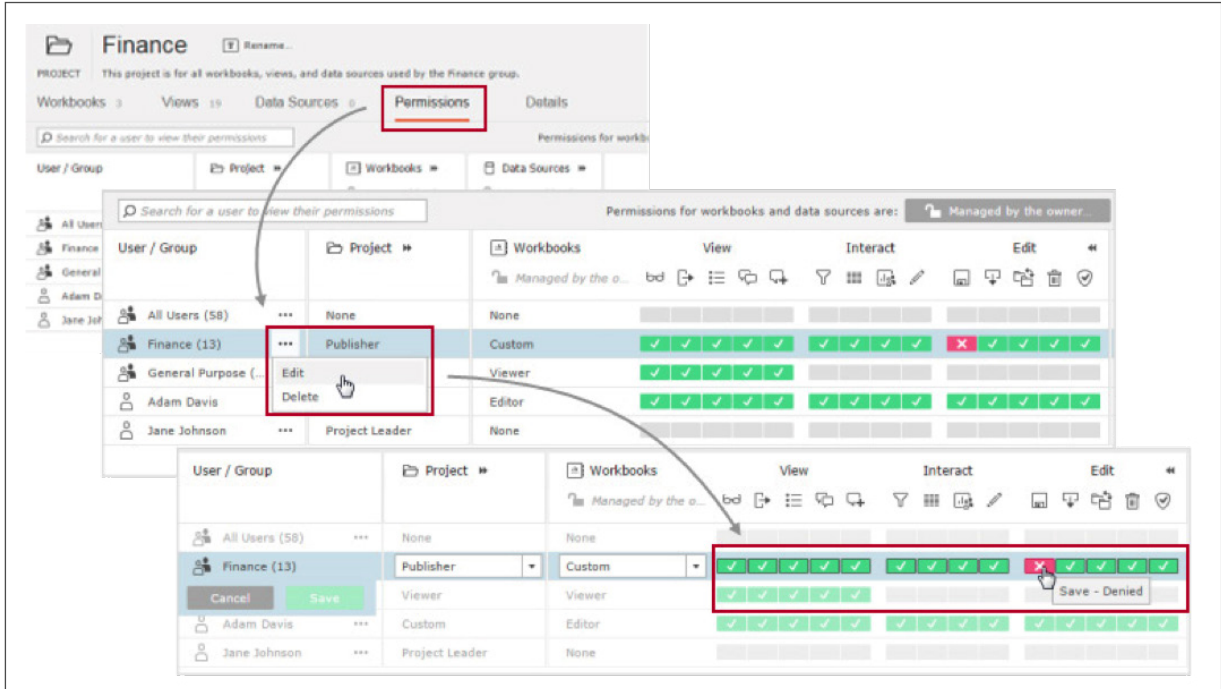 Finance Rename...
PROJECT This project is for all workbooks, views, and data sources used by the Finance group.
Workbooks 3 Views 19 Data Sources 0 Permissions Details
Search for a user to view their permissions Permissions for workb
User / Group Project Workbooks Data Sources
All Users
Finance
General
Adam D
Jane Joh
Search for a user to view their permissions Permissions for workbooks and data sources are: Managed by the owner...
User / Group Project Workbooks View Interact Edit
Managed by the o...
All Users (58) ... None None
Finance (13) ... Publisher Custom
General Purpose (... Viewer
Edit
Delete
Adam Davis Editor
Jane Johnson ... Project Leader None
User / Group Project Workbooks View Interact Edit
Managed by the o...
All Users (58) ... None None
Finance (13) Publisher Custom
Cancel Save Viewer Viewer
Save - Denied
Adam Davis ... Custom Editor
Jane Johnson ... Project Leader None